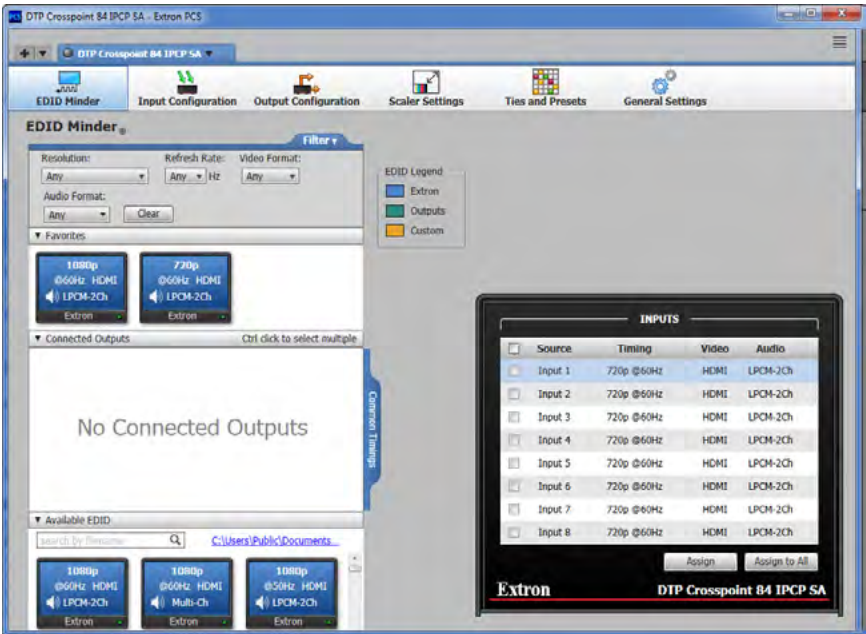 PCS DTP Crosspoint 84 IPCP SA - Extron PCS
DTP Crosspoint 84 IPCP SA
EDID Minder
Input Configuration
Output Configuration
Scaler Settings
Ties and Presets
General Settings
EDID Minder®
Filter
Resolution: Refresh Rate: Video Format:
Any Any Hz Any
Audio Format:
Any Clear
Favorites
1080p
@60Hz HDMI
LPCM-2Ch
Extron
720p
@60Hz HDMI
LPCM-2Ch
Extron
Connected Outputs Ctrl click to select multiple
No Connected Outputs
Common Timings
Available EDID
search by filename C:\Users\Public\Documents...
1080p
@60Hz HDMI
LPCM-2Ch
Extron
1080p
@60Hz HDMI
Multi-Ch
Extron
1080p
@50Hz HDMI
LPCM-2Ch
Extron
EDID Legend
Extron
Outputs
Custom
INPUTS
Source Timing Video Audio
Input 1 720p @60Hz HDMI LPCM-2Ch
Input 2 720p @60Hz HDMI LPCM-2Ch
Input 3 720p @60Hz HDMI LPCM-2Ch
Input 4 720p @60Hz HDMI LPCM-2Ch
Input 5 720p @60Hz HDMI LPCM-2Ch
Input 6 720p @60Hz HDMI LPCM-2Ch
Input 7 720p @60Hz HDMI LPCM-2Ch
Input 8 720p @60Hz HDMI LPCM-2Ch
Assign Assign to All
Extron DTP Crosspoint 84 IPCP SA